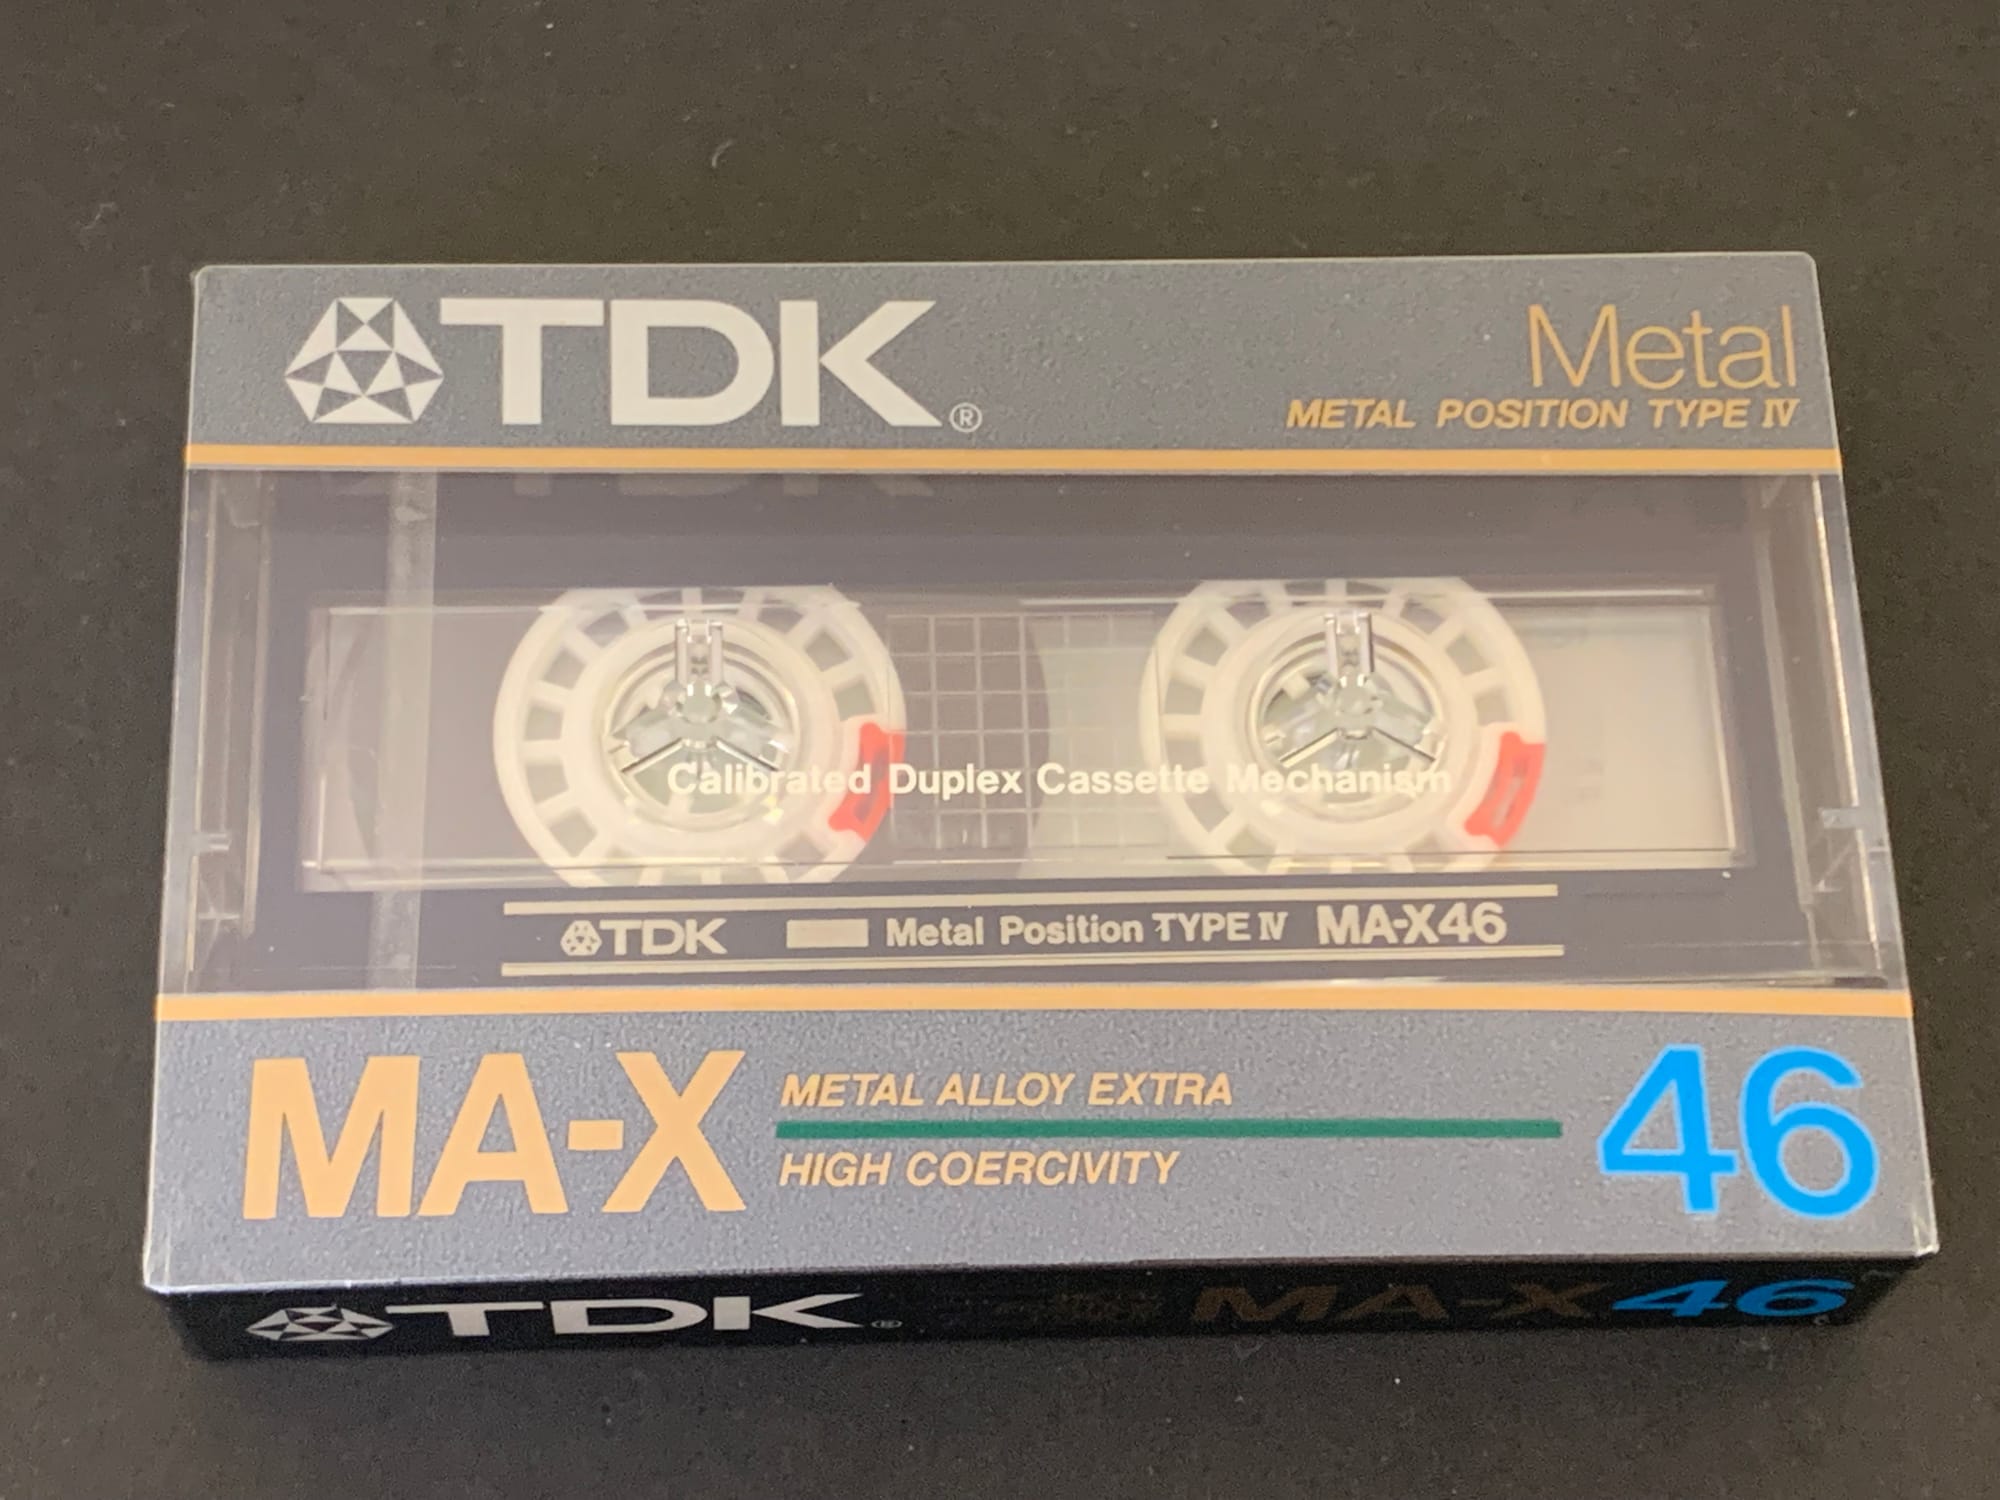 TDK®
Metal
METAL POSITION TYPE IV
Calibrated Duplex Cassette Mechanism
TDK Metal Position TYPE IV MA-X46
MA-X METAL ALLOY EXTRA
HIGH COERCIVITY
46
TDK® MA-X 46